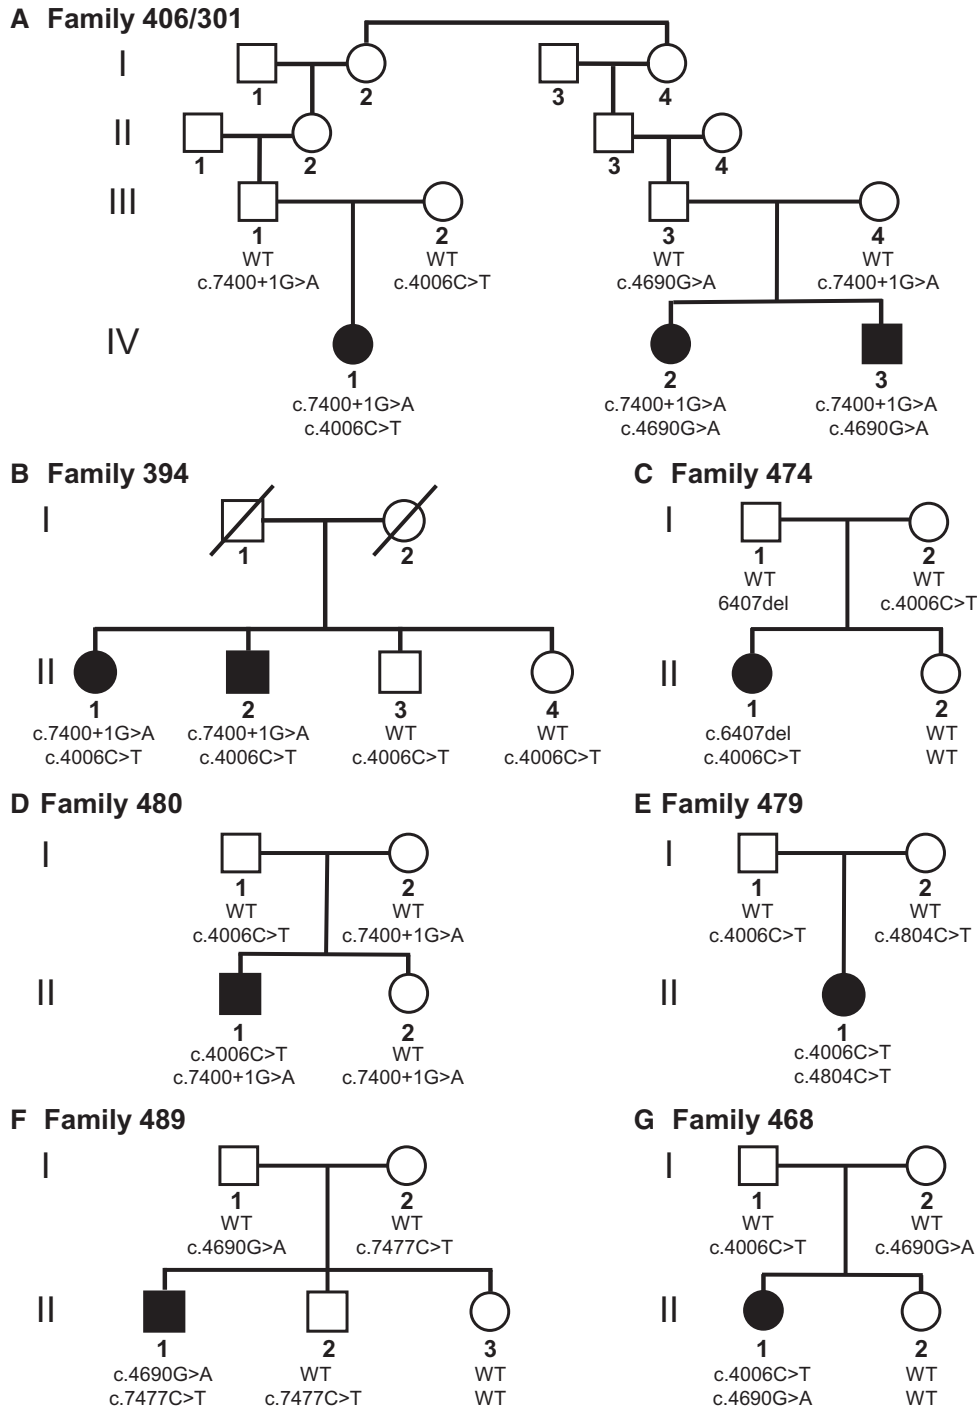 A Family 406/301
I
1 2 3 4
II
1 2 3 4
III
1 2 3 4
WT WT WT WT
c.7400+1G>A c.4006C>T c.4690G>A c.7400+1G>A
IV
1 2 3
c.7400+1G>A c.7400+1G>A c.7400+1G>A
c.4006C>T c.4690G>A c.4690G>A
B Family 394
I
1 2
II
1 2 3 4
c.7400+1G>A c.7400+1G>A WT WT
c.4006C>T c.4006C>T c.4006C>T c.4006C>T
C Family 474
I
1 2
WT WT
6407del c.4006C>T
II
1 2
c.6407del WT
c.4006C>T WT
D Family 480
I
1 2
WT WT
c.4006C>T c.7400+1G>A
II
1 2
c.4006C>T WT
c.7400+1G>A c.7400+1G>A
E Family 479
I
1 2
WT WT
c.4006C>T c.4804C>T
II
1
c.4006C>T
c.4804C>T
F Family 489
I
1 2
WT WT
c.4690G>A c.7477C>T
II
1 2 3
c.4690G>A WT WT
c.7477C>T c.7477C>T WT
G Family 468
I
1 2
WT WT
c.4006C>T c.4690G>A
II
1 2
c.4006C>T WT
c.4690G>A WT